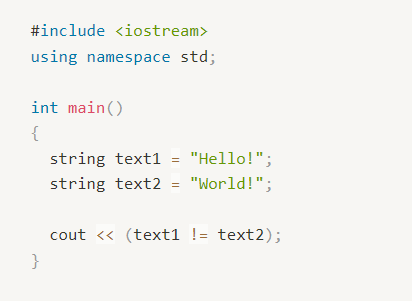 #include <iostream>
using namespace std;
int main()
{
string text1 = "Hello!";
string text2 = "World!";
cout << (text1 != text2);
}